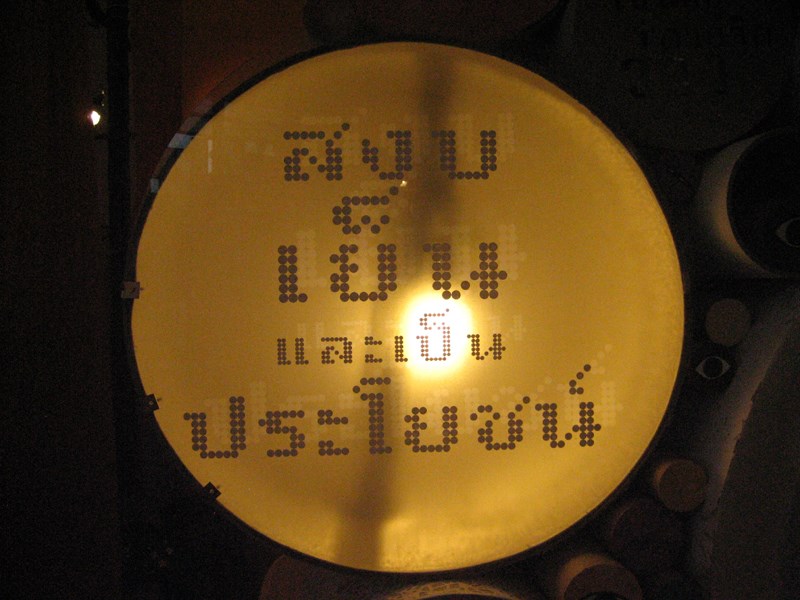 สงบ
เย็น
และเป็น
ประโยชน์